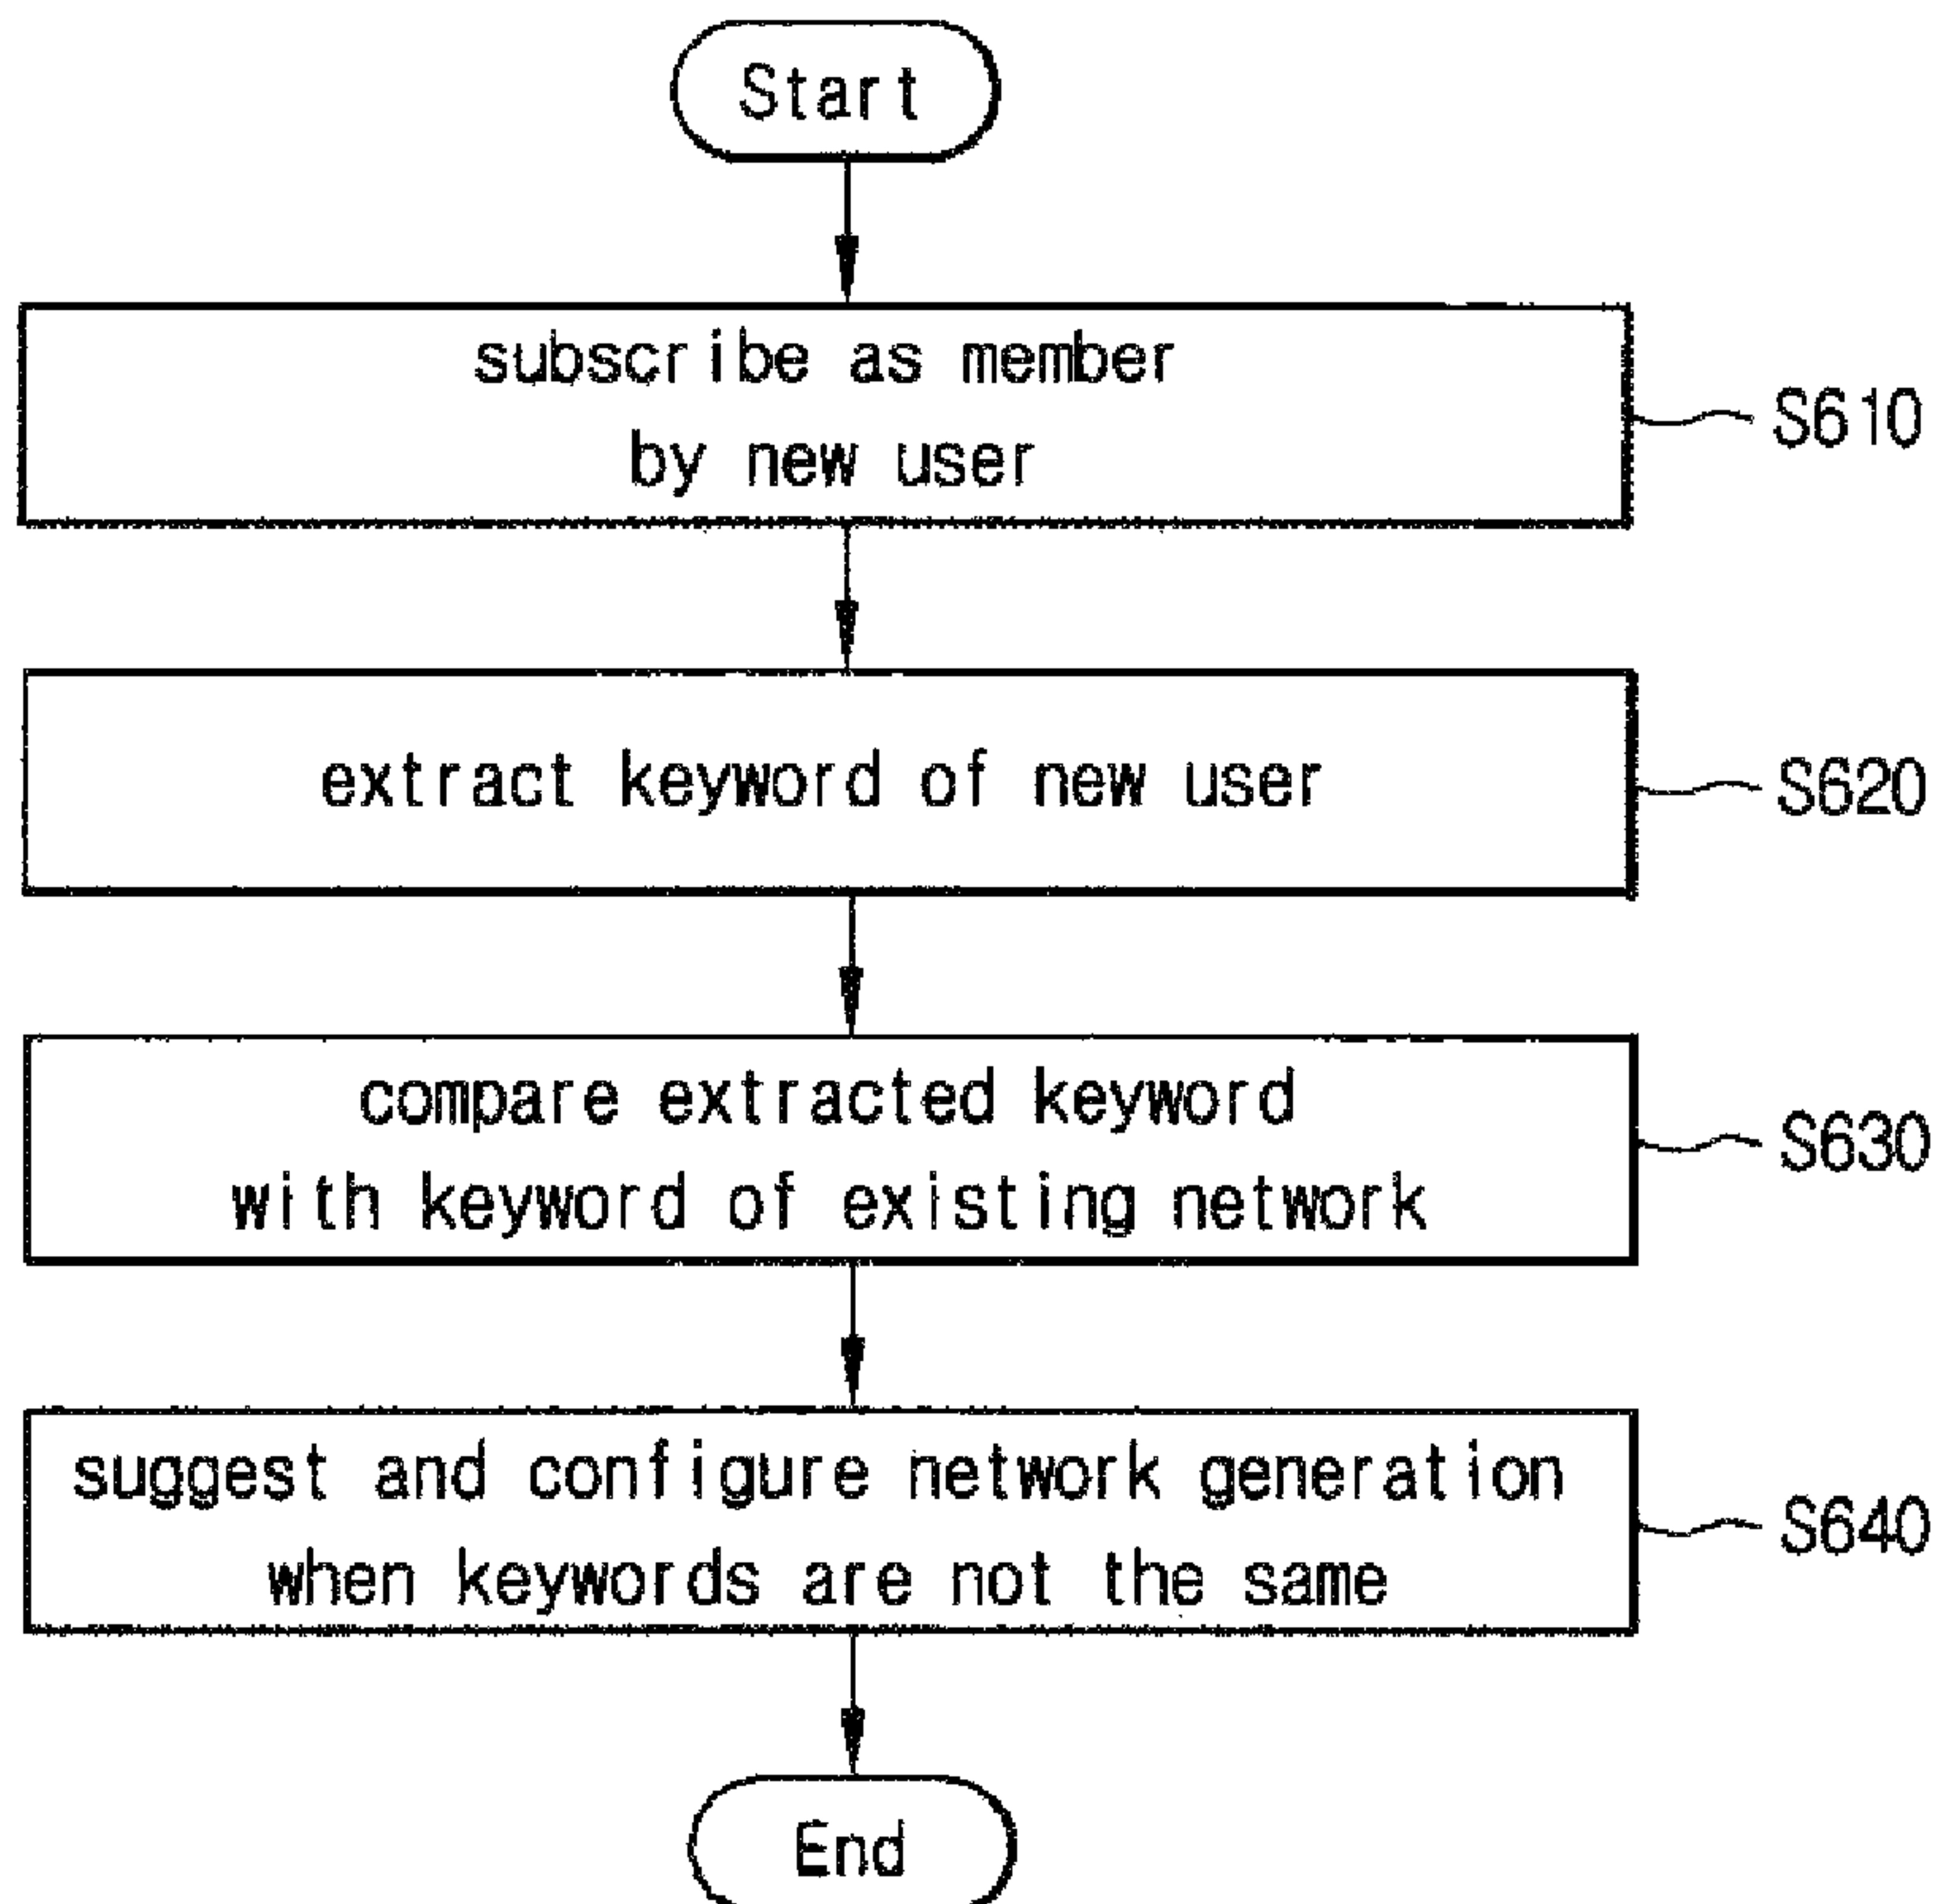 Start
subscribe as member
by new user
S610
extract keyword of new user
S620
compare extracted keyword
with keyword of existing network
S630
suggest and configure network generation
when keywords are not the same
S640
End